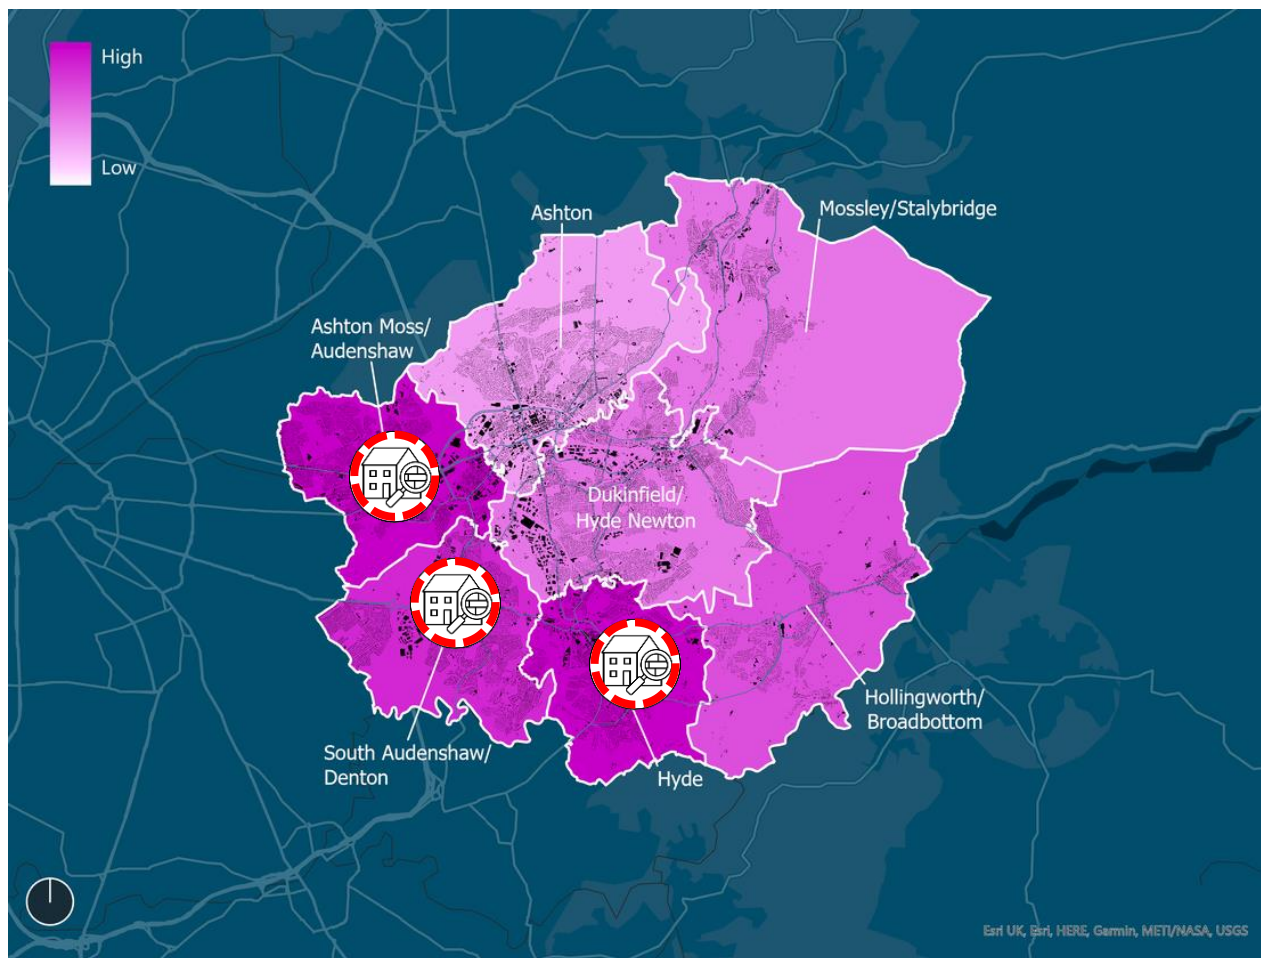 High
Low
Ashton
Mossley/Stalybridge
Ashton Moss/
Audenshaw
Dukinfield/
Hyde Newton
Hollingworth/
Broadbottom
South Audenshaw/
Denton
Hyde
Esri UK, Esri, HERE, Garmin, METI/NASA, USGS